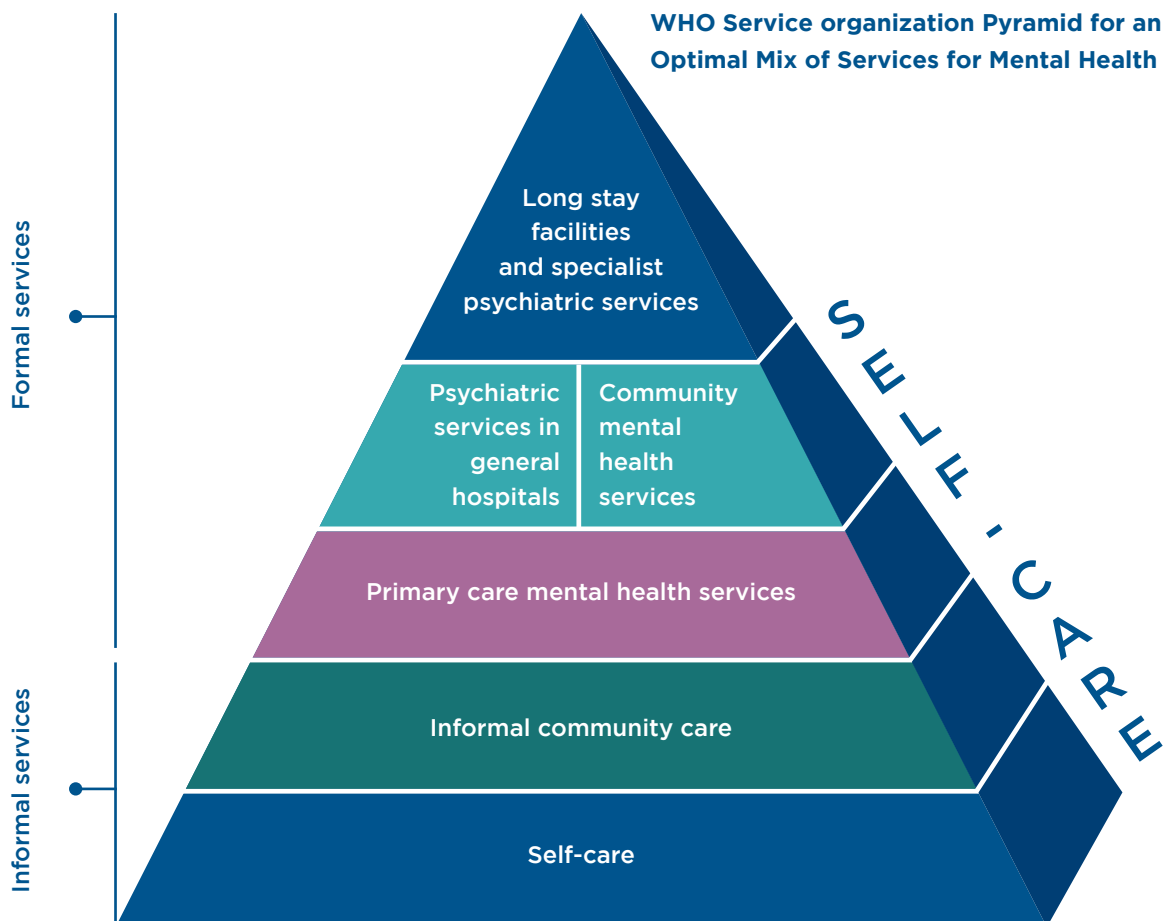 WHO Service organization Pyramid for an
Optimal Mix of Services for Mental Health
Formal services
Long stay
facilities
and specialist
psychiatric services
Psychiatric
services in
general
hospitals
Community
mental
health
services
Primary care mental health services
Informal services
Informal community care
Self-care
SELF-CARE